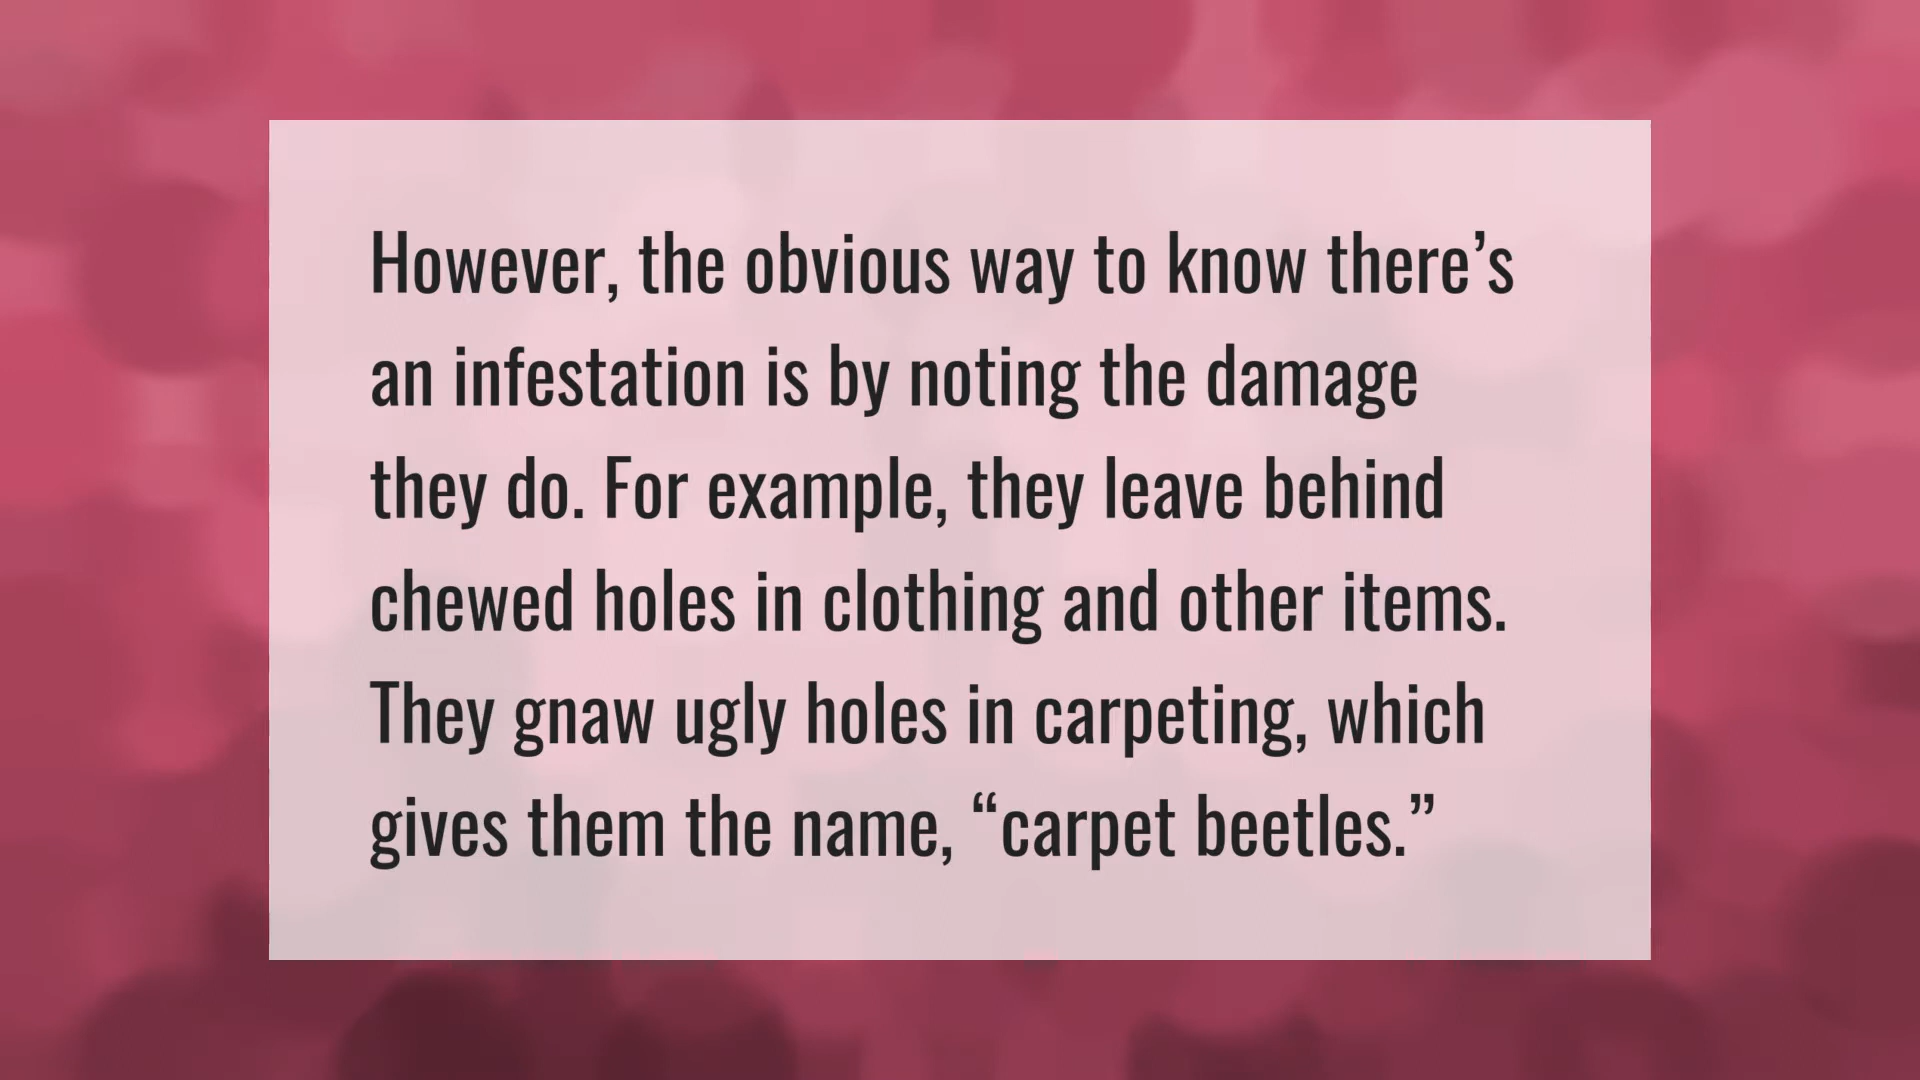 However, the obvious way to know there’s
an infestation is by noting the damage
they do. For example, they leave behind
chewed holes in clothing and other items.
They gnaw ugly holes in carpeting, which
gives them the name, “carpet beetles.”